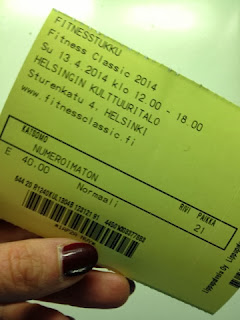 FITNESSTUKKU
Fitness Classic 2014
Su 13.4.2014 klo 12.00 - 18.00
HELSINGIN KULTTUURITALO
Sturenkatu 4, HELSINKI
www.fitnessclassic.fi
KATSOMO RIVI PAIKKA
NUMEROIMATON 21
E 40.00 Normaali